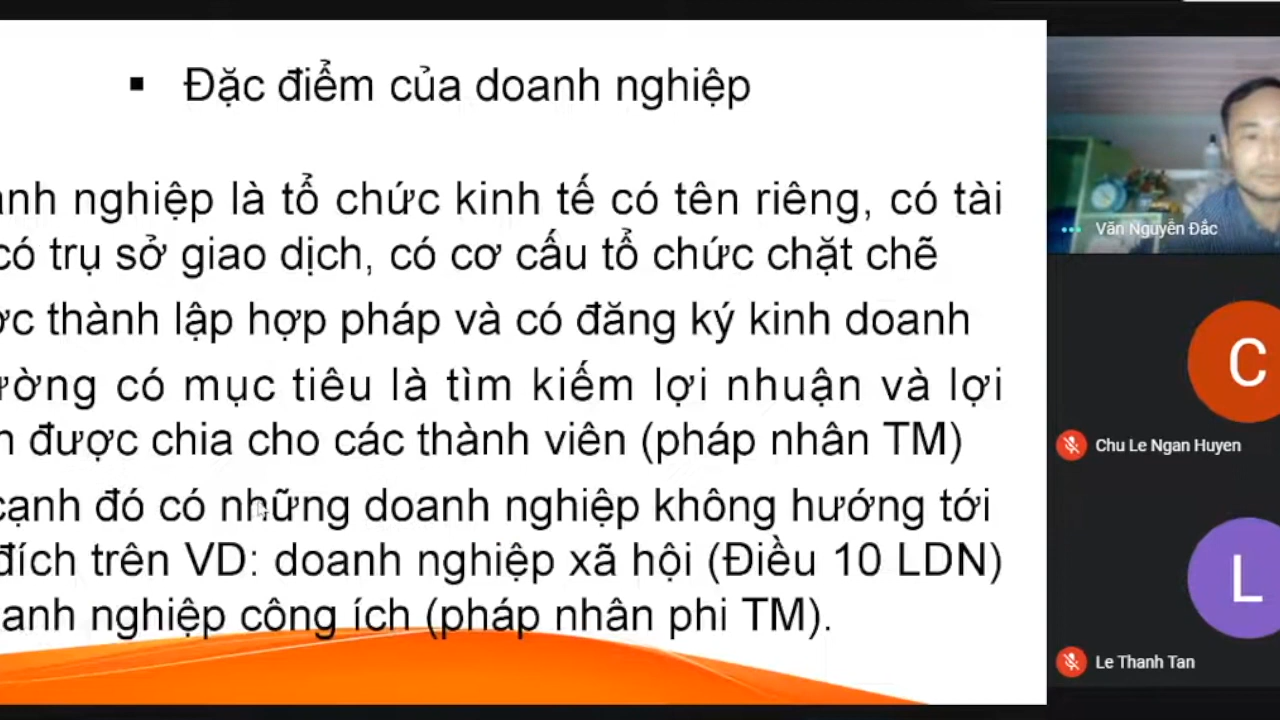 ▪ Đặc điểm của doanh nghiệp
nghiệp là tổ chức kinh tế có tên riêng, có tài
có trụ sở giao dịch, có cơ cấu tổ chức chặt chẽ
thành lập hợp pháp và có đăng ký kinh doanh
có mục tiêu là tìm kiếm lợi nhuận và lợi
được chia cho các thành viên (pháp nhân TM)
cạnh đó có những doanh nghiệp không hướng tới
đích trên VD: doanh nghiệp xã hội (Điều 10 LDN)
nghiệp công ích (pháp nhân phi TM).
Văn Nguyễn Đắc
C
Chu Le Ngan Huyen
L
Le Thanh Tan